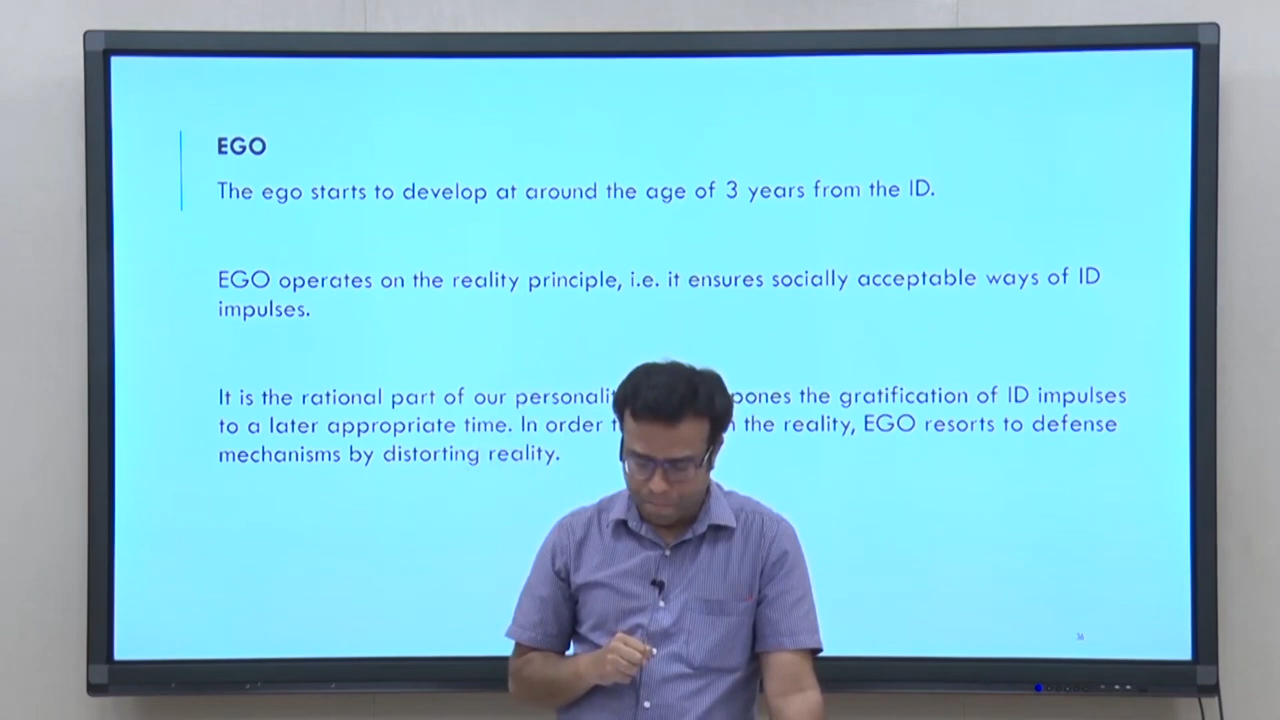 EGO
The ego starts to develop at around the age of 3 years from the ID.
EGO operates on the reality principle, i.e. it ensures socially acceptable ways of ID
impulses.
It is the rational part of our pones the gratification of ID impulses
to a later appropriate time. In order the reality, EGO resorts to defense
mechanisms by distorting reality.
36